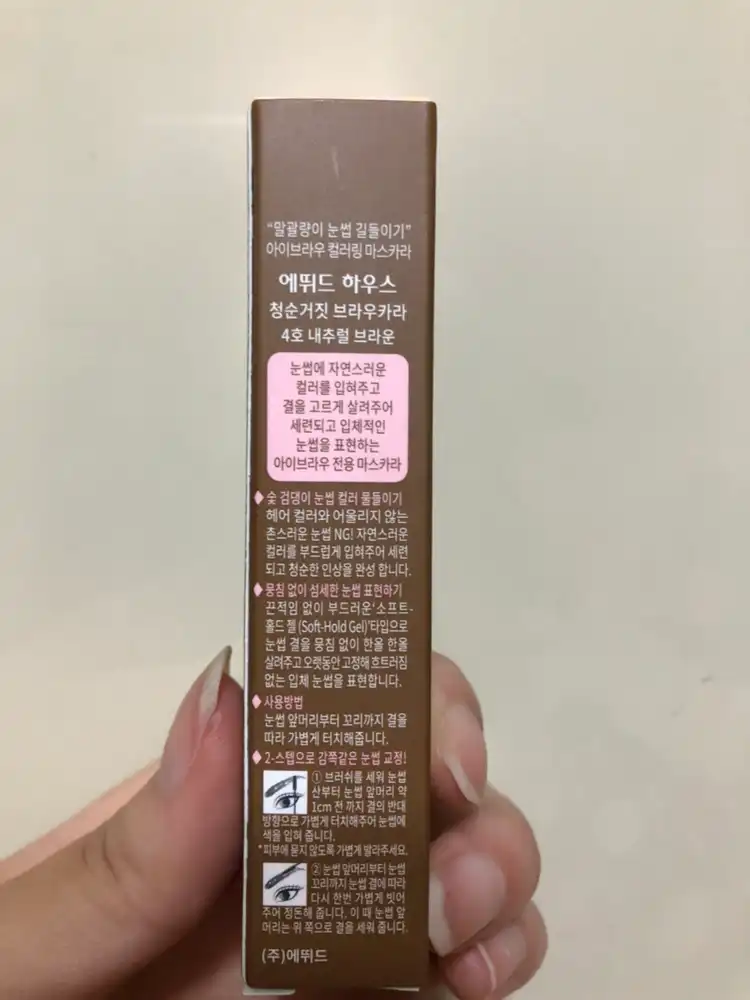 “말괄량이 눈썹 길들이기”
아이브라우 컬러링 마스카라
에뛰드 하우스
청순거짓 브라우카라
4호 내추럴 브라운
눈썹에 자연스러운
컬러를 입혀주고
결을 고르게 살려주어
세련되고 입체적인
눈썹을 표현하는
아이브라우 전용 마스카라
♦숯 검댕이 눈썹 컬러 물들이기
헤어 컬러와 어울리지 않는
촌스러운 눈썹 NG! 자연스러운
컬러를 부드럽게 입혀주어 세련
되고 청순한 인상을 완성 합니다.
♦뭉침 없이 섬세한 눈썹 표현하기
끈적임 없이 부드러운‘소프트-
홀드 젤(Soft-Hold Gel)’타입으로
눈썹 결을 뭉침 없이 한올 한올
살려주고 오랫동안 고정해 흐트러짐
없는 입체 눈썹을 표현합니다.
♦사용방법
눈썹 앞머리부터 꼬리까지 결을
따라 가볍게 터치해줍니다.
♦2-스텝으로 감쪽같은 눈썹 교정!
① 브러쉬를 세워 눈썹
산부터 눈썹 앞머리 약
1cm 전 까지 결의 반대
방향으로 가볍게 터치해주어 눈썹에
색을 입혀 줍니다.
*피부에 묻지 않도록 가볍게 발라주세요.
② 눈썹 앞머리부터 눈썹
꼬리까지 눈썹 결에 따라
다시 한번 가볍게 빗어
주어 정돈해 줍니다. 이 때 눈썹 앞
머리는 위 쪽으로 결을 세워 줍니다.
(주)에뛰드